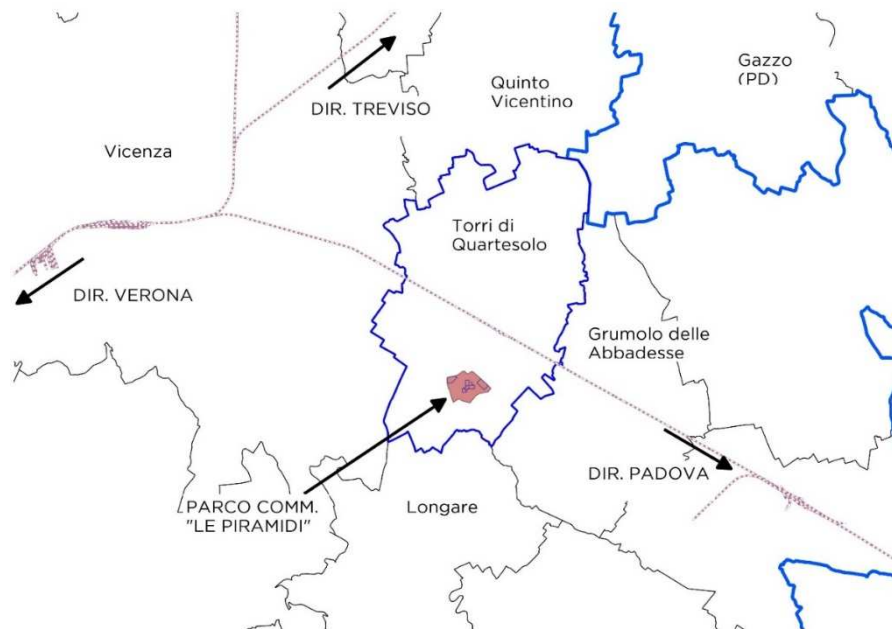 Gazzo
(PD)
Quinto
Vicentino
DIR. TREVISO
Vicenza
Torri di
Quartesolo
DIR. VERONA
Grumolo delle
Abbadesse
DIR. PADOVA
PARCO COMM.
"LE PIRAMIDI"
Longare